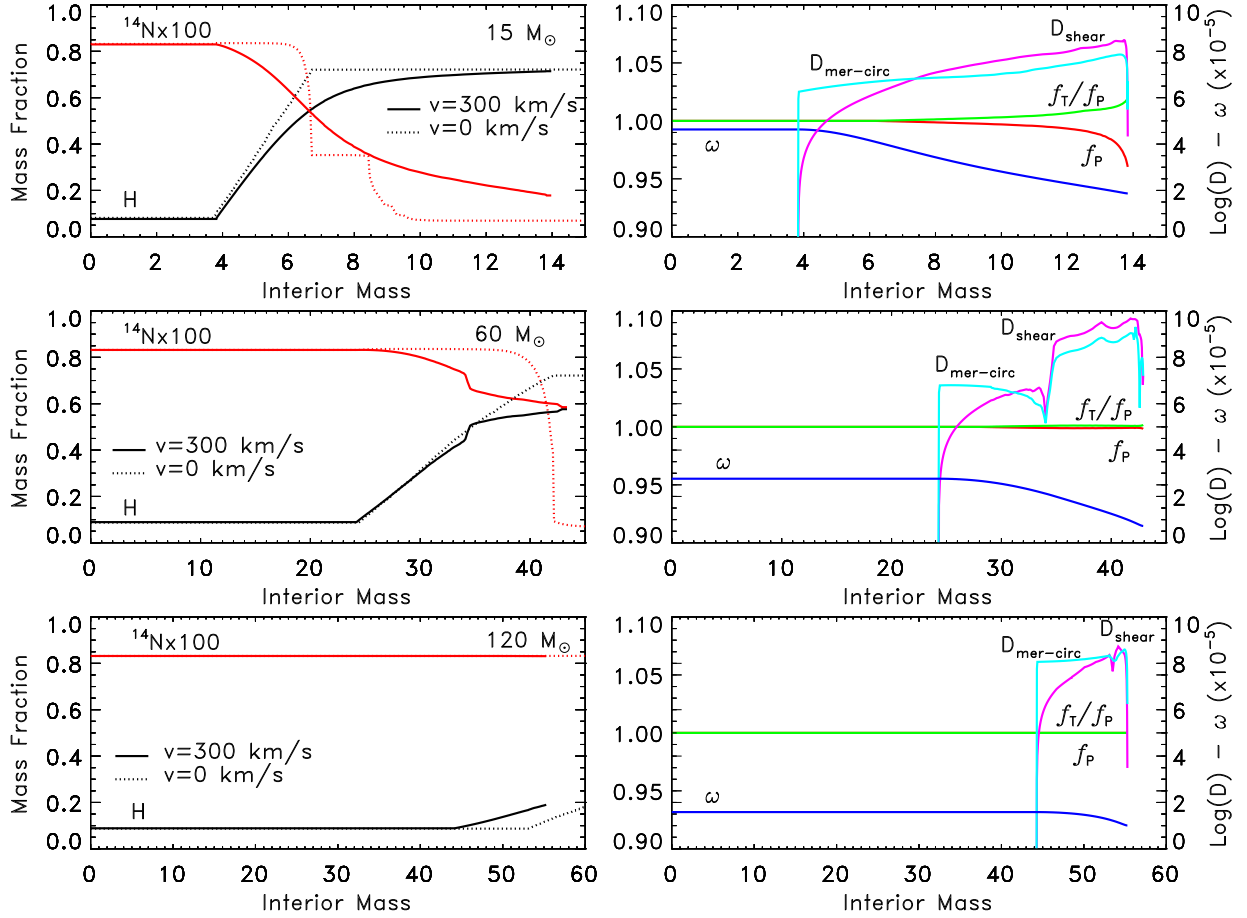 ¹⁴Nx100
15 M☉
v=300 km/s
v=0 km/s
H
Mass Fraction
1.0
0.8
0.6
0.4
0.2
0.0
0 2 4 6 8 10 12 14
Interior Mass
D_shear
D_mer-circ
f_T/f_P
ω
f_P
1.10
1.05
1.00
0.95
0.90
10
8
6
4
2
0
Log(D) - ω (x10⁻⁵)
0 2 4 6 8 10 12 14
Interior Mass
¹⁴Nx100
60 M☉
v=300 km/s
v=0 km/s
H
Mass Fraction
1.0
0.8
0.6
0.4
0.2
0.0
0 10 20 30 40
Interior Mass
D_shear
D_mer-circ
f_T/f_P
f_P
ω
1.10
1.05
1.00
0.95
0.90
10
8
6
4
2
0
Log(D) - ω (x10⁻⁵)
0 10 20 30 40
Interior Mass
¹⁴Nx100
120 M☉
v=300 km/s
v=0 km/s
H
Mass Fraction
1.0
0.8
0.6
0.4
0.2
0.0
0 10 20 30 40 50 60
Interior Mass
D_shear
D_mer-circ
f_T/f_P
f_P
ω
1.10
1.05
1.00
0.95
0.90
10
8
6
4
2
0
Log(D) - ω (x10⁻⁵)
0 10 20 30 40 50 60
Interior Mass